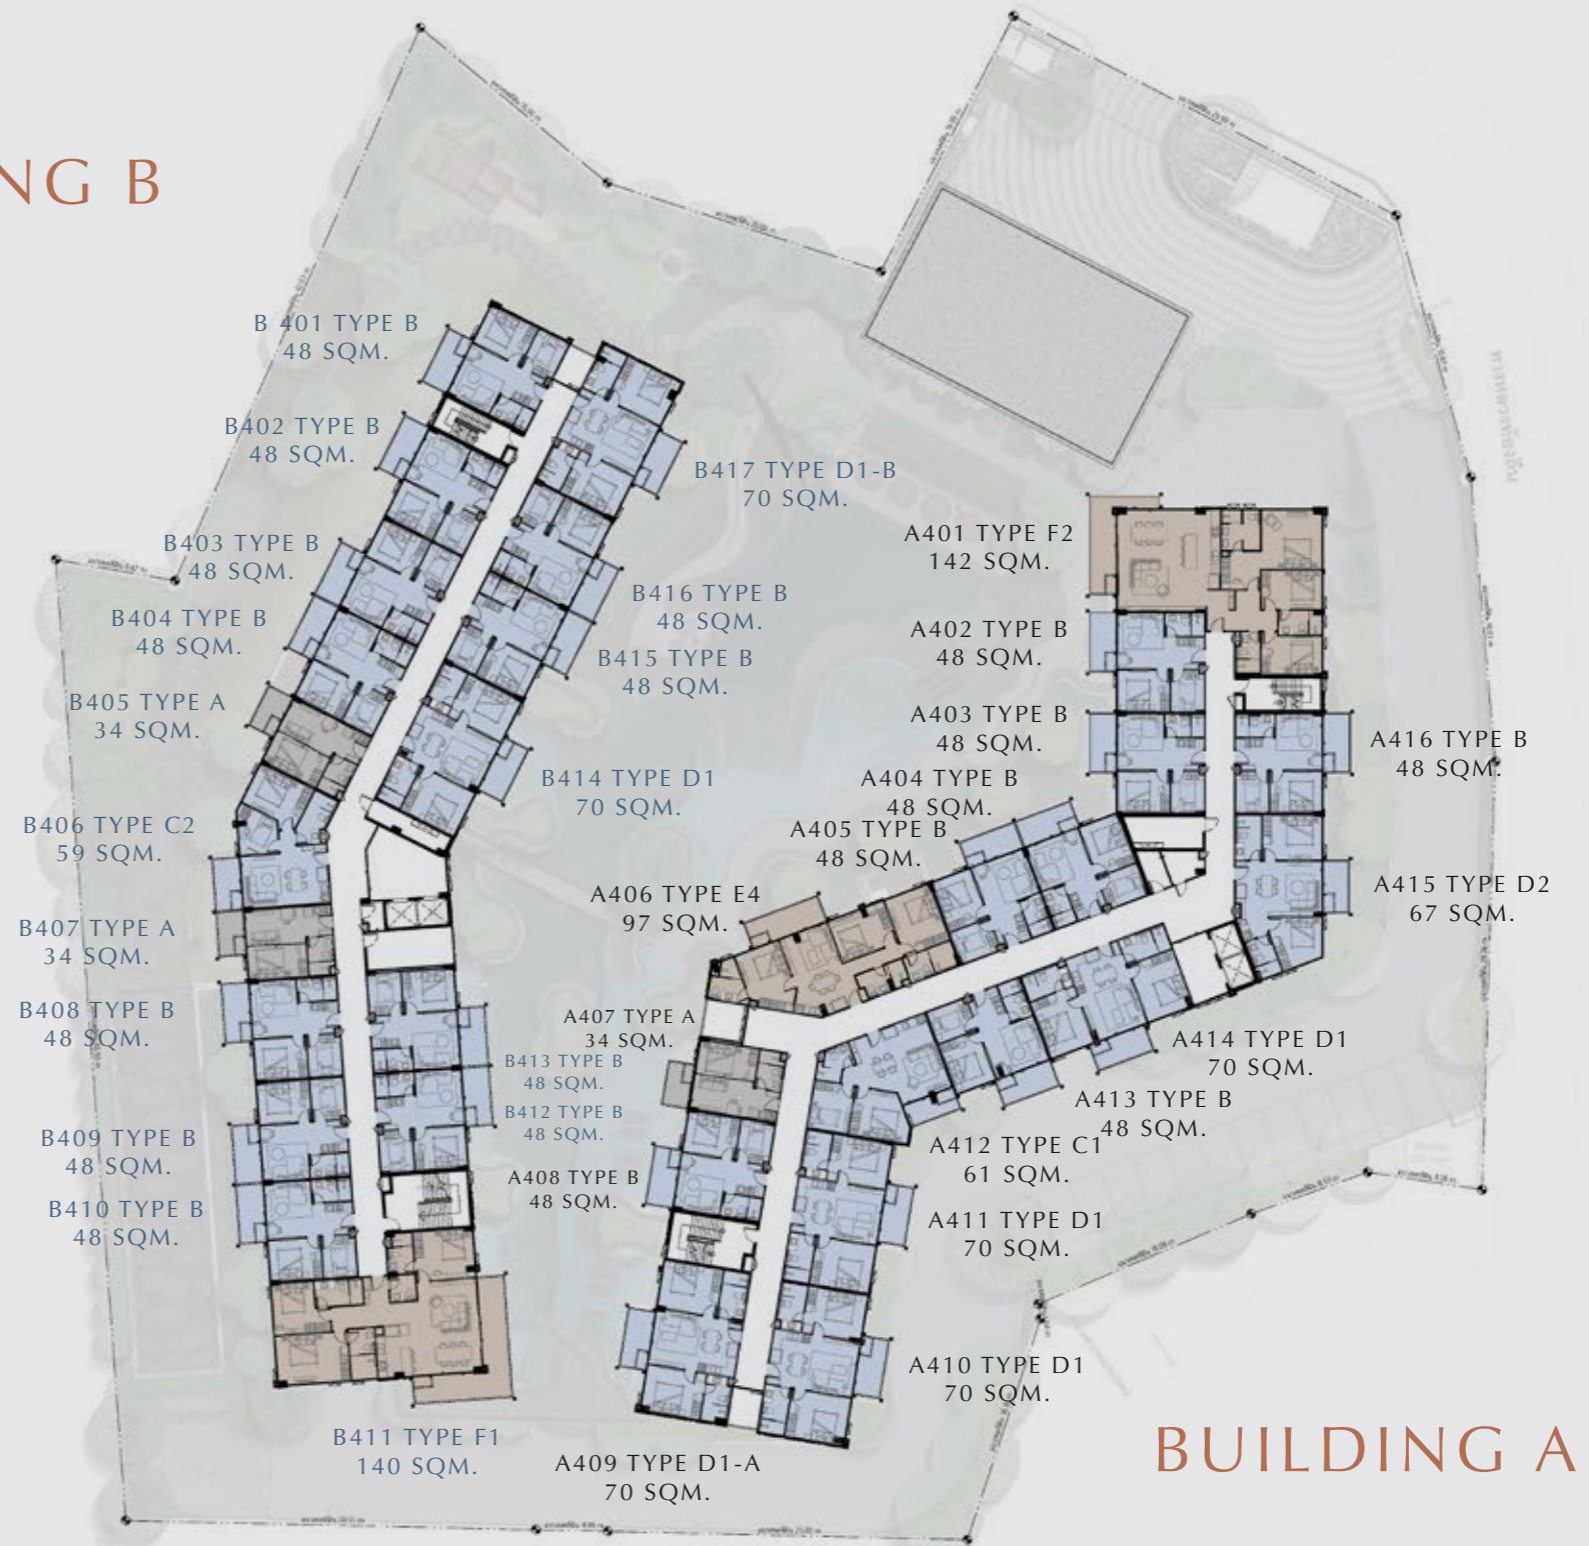 NG B
B 401 TYPE B
48 SQM.
B402 TYPE B
48 SQM.
B403 TYPE B
48 SQM.
B404 TYPE B
48 SQM.
B405 TYPE A
34 SQM.
B406 TYPE C2
59 SQM.
B407 TYPE A
34 SQM.
B408 TYPE B
48 SQM.
B409 TYPE B
48 SQM.
B410 TYPE B
48 SQM.
B411 TYPE F1
140 SQM.
B417 TYPE D1-B
70 SQM.
B416 TYPE B
48 SQM.
B415 TYPE B
48 SQM.
B414 TYPE D1
70 SQM.
B413 TYPE B
48 SQM.
B412 TYPE B
48 SQM.
A401 TYPE F2
142 SQM.
A402 TYPE B
48 SQM.
A403 TYPE B
48 SQM.
A404 TYPE B
48 SQM.
A405 TYPE B
48 SQM.
A406 TYPE E4
97 SQM.
A407 TYPE A
34 SQM.
A408 TYPE B
48 SQM.
A409 TYPE D1-A
70 SQM.
A416 TYPE B
48 SQM.
A415 TYPE D2
67 SQM.
A414 TYPE D1
70 SQM.
A413 TYPE B
48 SQM.
A412 TYPE C1
61 SQM.
A411 TYPE D1
70 SQM.
A410 TYPE D1
70 SQM.
BUILDING A